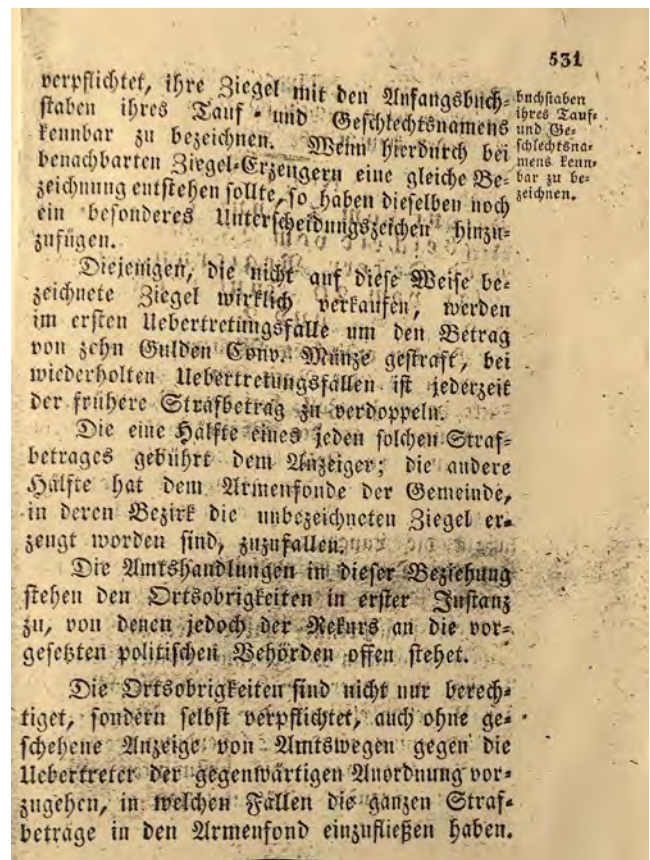 531
verpflichtet, ihre Ziegel mit den Anfangsbuch-
staben ihres Tauf- und Geschlechtsnamens
kennbar zu bezeichnen. Wenn hierdurch bei
benachbarten Ziegel-Erzeugern eine gleiche Be-
zeichnung entstehen sollte, so haben dieselben noch
ein besonderes Unterscheidungszeichen hinzu-
zufügen.
buchstaben
ihres Tauf-
und Ge-
schlechtsna-
mens kenn-
bar zu be-
zeichnen.
Diejenigen, die nicht auf diese Weise be-
zeichnete Ziegel wirklich verkaufen, werden
im ersten Uebertretungsfalle um den Betrag
von zehn Gulden Conv. Münze gestraft, bei
wiederholten Uebertretungsfällen ist jederzeit
der frühere Strafbetrag zu verdoppeln.
Die eine Hälfte eines jeden solchen Straf-
betrages gebührt dem Anzeiger; die andere
Hälfte hat dem Armenfonde der Gemeinde,
in deren Bezirk die unbezeichneten Ziegel er-
zeugt worden sind, zuzufallen.
Die Amtshandlungen in dieser Beziehung
stehen den Ortsobrigkeiten in erster Instanz
zu, von denen jedoch der Rekurs an die vor-
gesetzten politischen Behörden offen stehet.
Die Ortsobrigkeiten sind nicht nur berech-
tiget, sondern selbst verpflichtet, auch ohne ge-
schehene Anzeige von Amtswegen gegen die
Uebertreter der gegenwärtigen Anordnung vor-
zugehen, in welchen Fällen die ganzen Straf-
beträge in den Armenfond einzufließen haben.